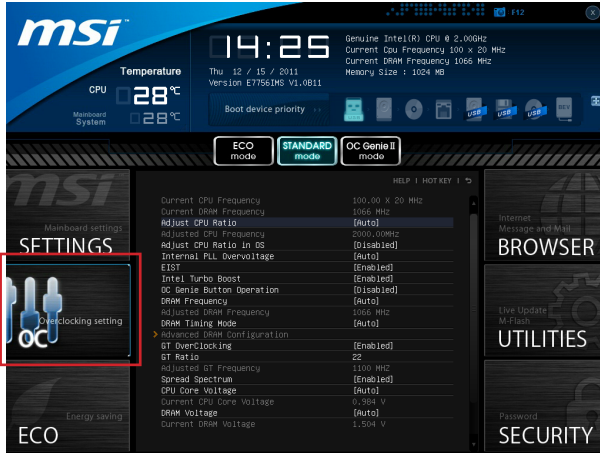 msi
F12
x
14:25
Thu 12 / 15 / 2011
Version E7756IMS V1.0B11
Genuine Intel(R) CPU @ 2.00GHz
Current Cpu Frequency 100 x 20 MHz
Current DRAM Frequency 1066 MHz
Memory Size : 1024 MB
Temperature
CPU 28°C
Mainboard
System 28°C
Boot device priority
USB USB USB DEV
ECO
mode
STANDARD
mode
OC Genie II
mode
HELP | HOT KEY |
msi
Mainboard settings
SETTINGS
Overclocking setting
OC
Energy saving
ECO
Current CPU Frequency 100.00 X 20 MHz
Current DRAM Frequency 1066 MHz
Adjust CPU Ratio [Auto]
Adjusted CPU Frequency 2000.00MHz
Adjust CPU Ratio in OS [Disabled]
Internal PLL Overvoltage [Auto]
EIST [Enabled]
Intel Turbo Boost [Enabled]
OC Genie Button Operation [Disabled]
DRAM Frequency [Auto]
Adjusted DRAM Frequency 1066 MHz
DRAM Timing Mode [Auto]
> Advanced DRAM Configuration
GT OverClocking [Enabled]
GT Ratio 22
Adjusted GT Frequency 1100 MHz
Spread Spectrum [Enabled]
CPU Core Voltage [Auto]
Current CPU Core Voltage 0.984 V
DRAM Voltage [Auto]
Current DRAM Voltage 1.504 V
Internet
Message and Mail
BROWSER
Live Update
M-Flash
UTILITIES
Password
SECURITY